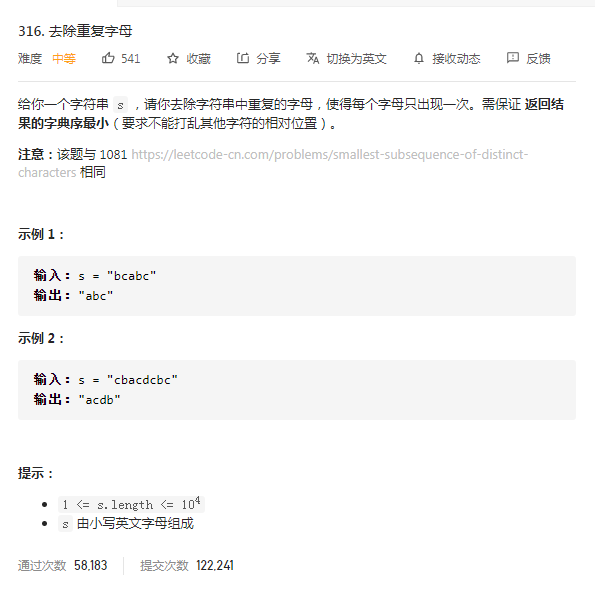 316. 去除重复字母
难度 中等 541 收藏 分享 切换为英文 接收动态 反馈
给你一个字符串 s ，请你去除字符串中重复的字母，使得每个字母只出现一次。需保证 返回结
果的字典序最小（要求不能打乱其他字符的相对位置）。
注意：该题与 1081 https://leetcode-cn.com/problems/smallest-subsequence-of-distinct-
characters 相同
示例 1：
输入：s = "bcabc"
输出："abc"
示例 2：
输入：s = "cbacdcbc"
输出："acdb"
提示：
• 1 <= s.length <= 10⁴
• s 由小写英文字母组成
通过次数 58,183 提交次数 122,241